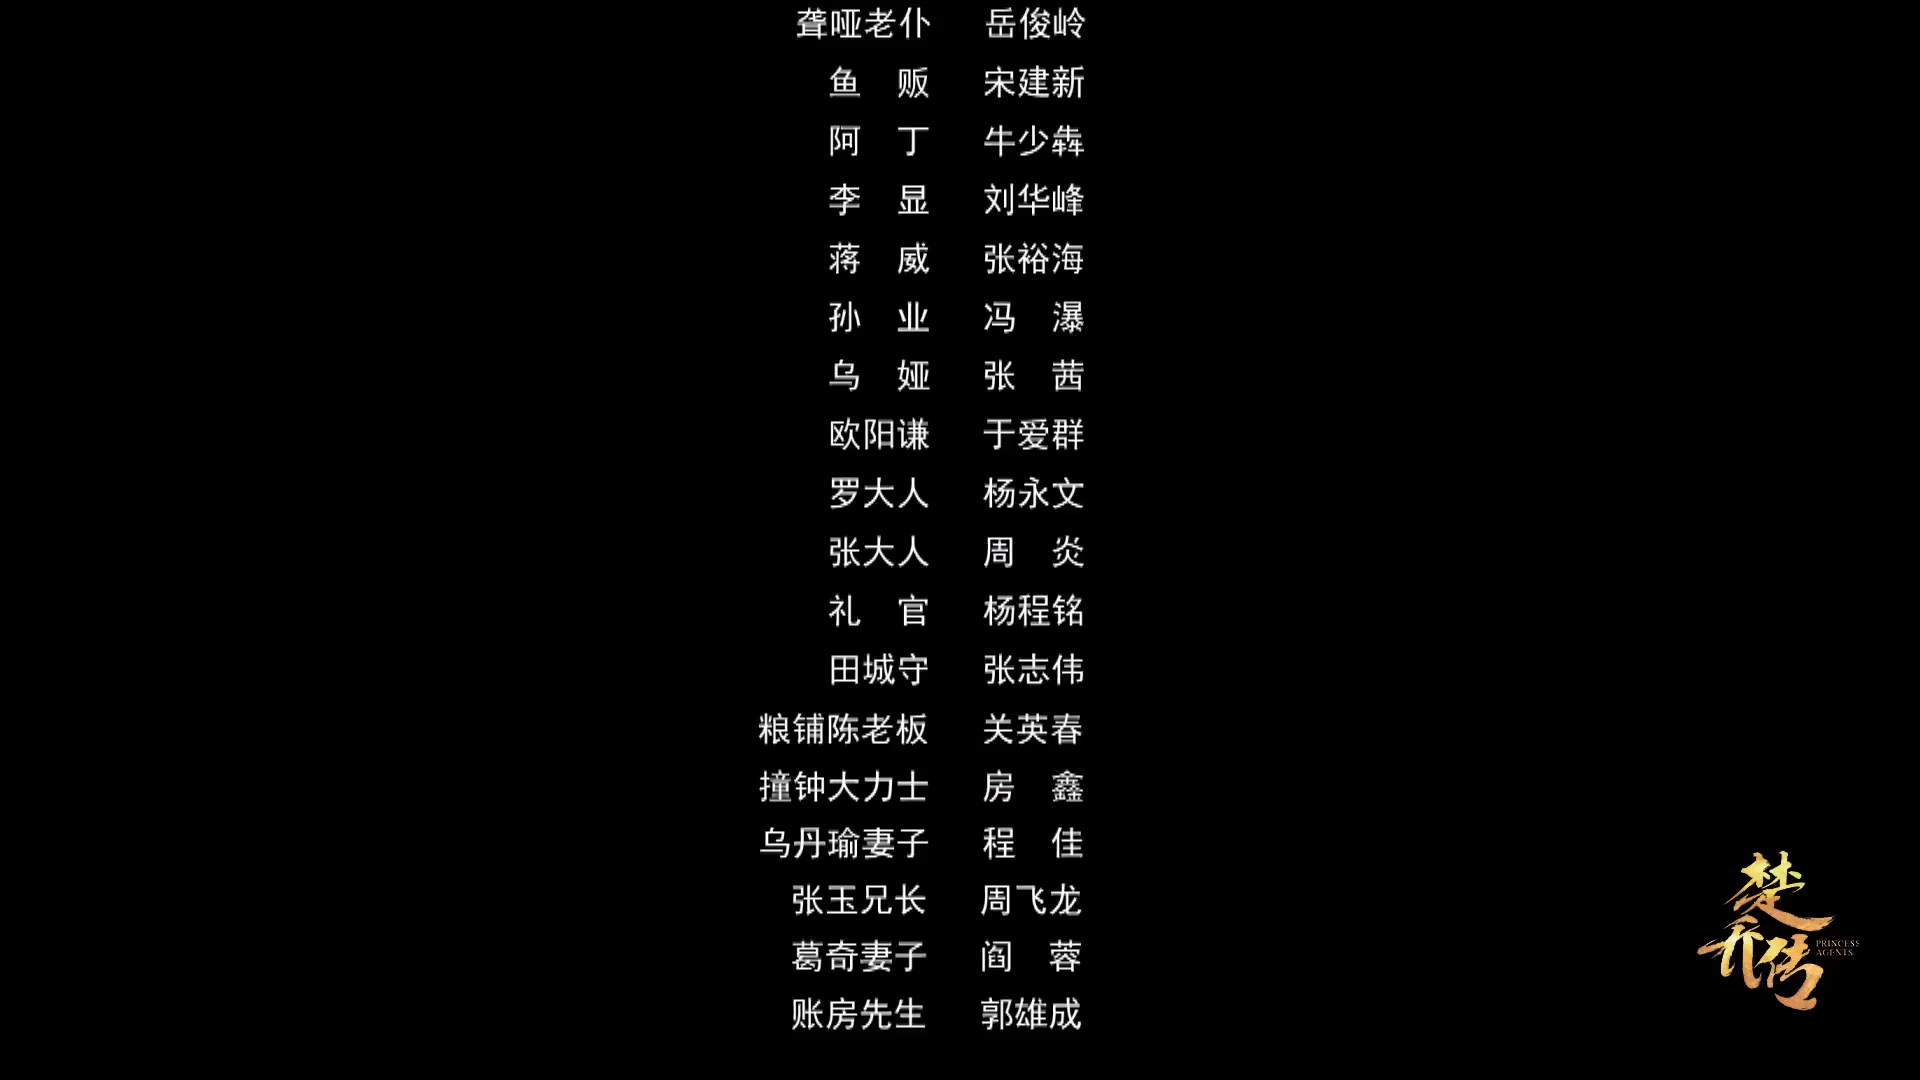 聋哑老仆 岳俊岭
鱼 贩 宋建新
阿 丁 牛少犇
李 显 刘华峰
蒋 威 张裕海
孙 业 冯 瀑
乌 娅 张 茜
欧阳谦 于爱群
罗大人 杨永文
张大人 周 炎
礼 官 杨程铭
田城守 张志伟
粮铺陈老板 关英春
撞钟大力士 房 鑫
乌丹瑜妻子 程 佳
张玉兄长 周飞龙
葛奇妻子 阎 蓉
账房先生 郭雄成
楚乔传
PRINCESS
AGENTS